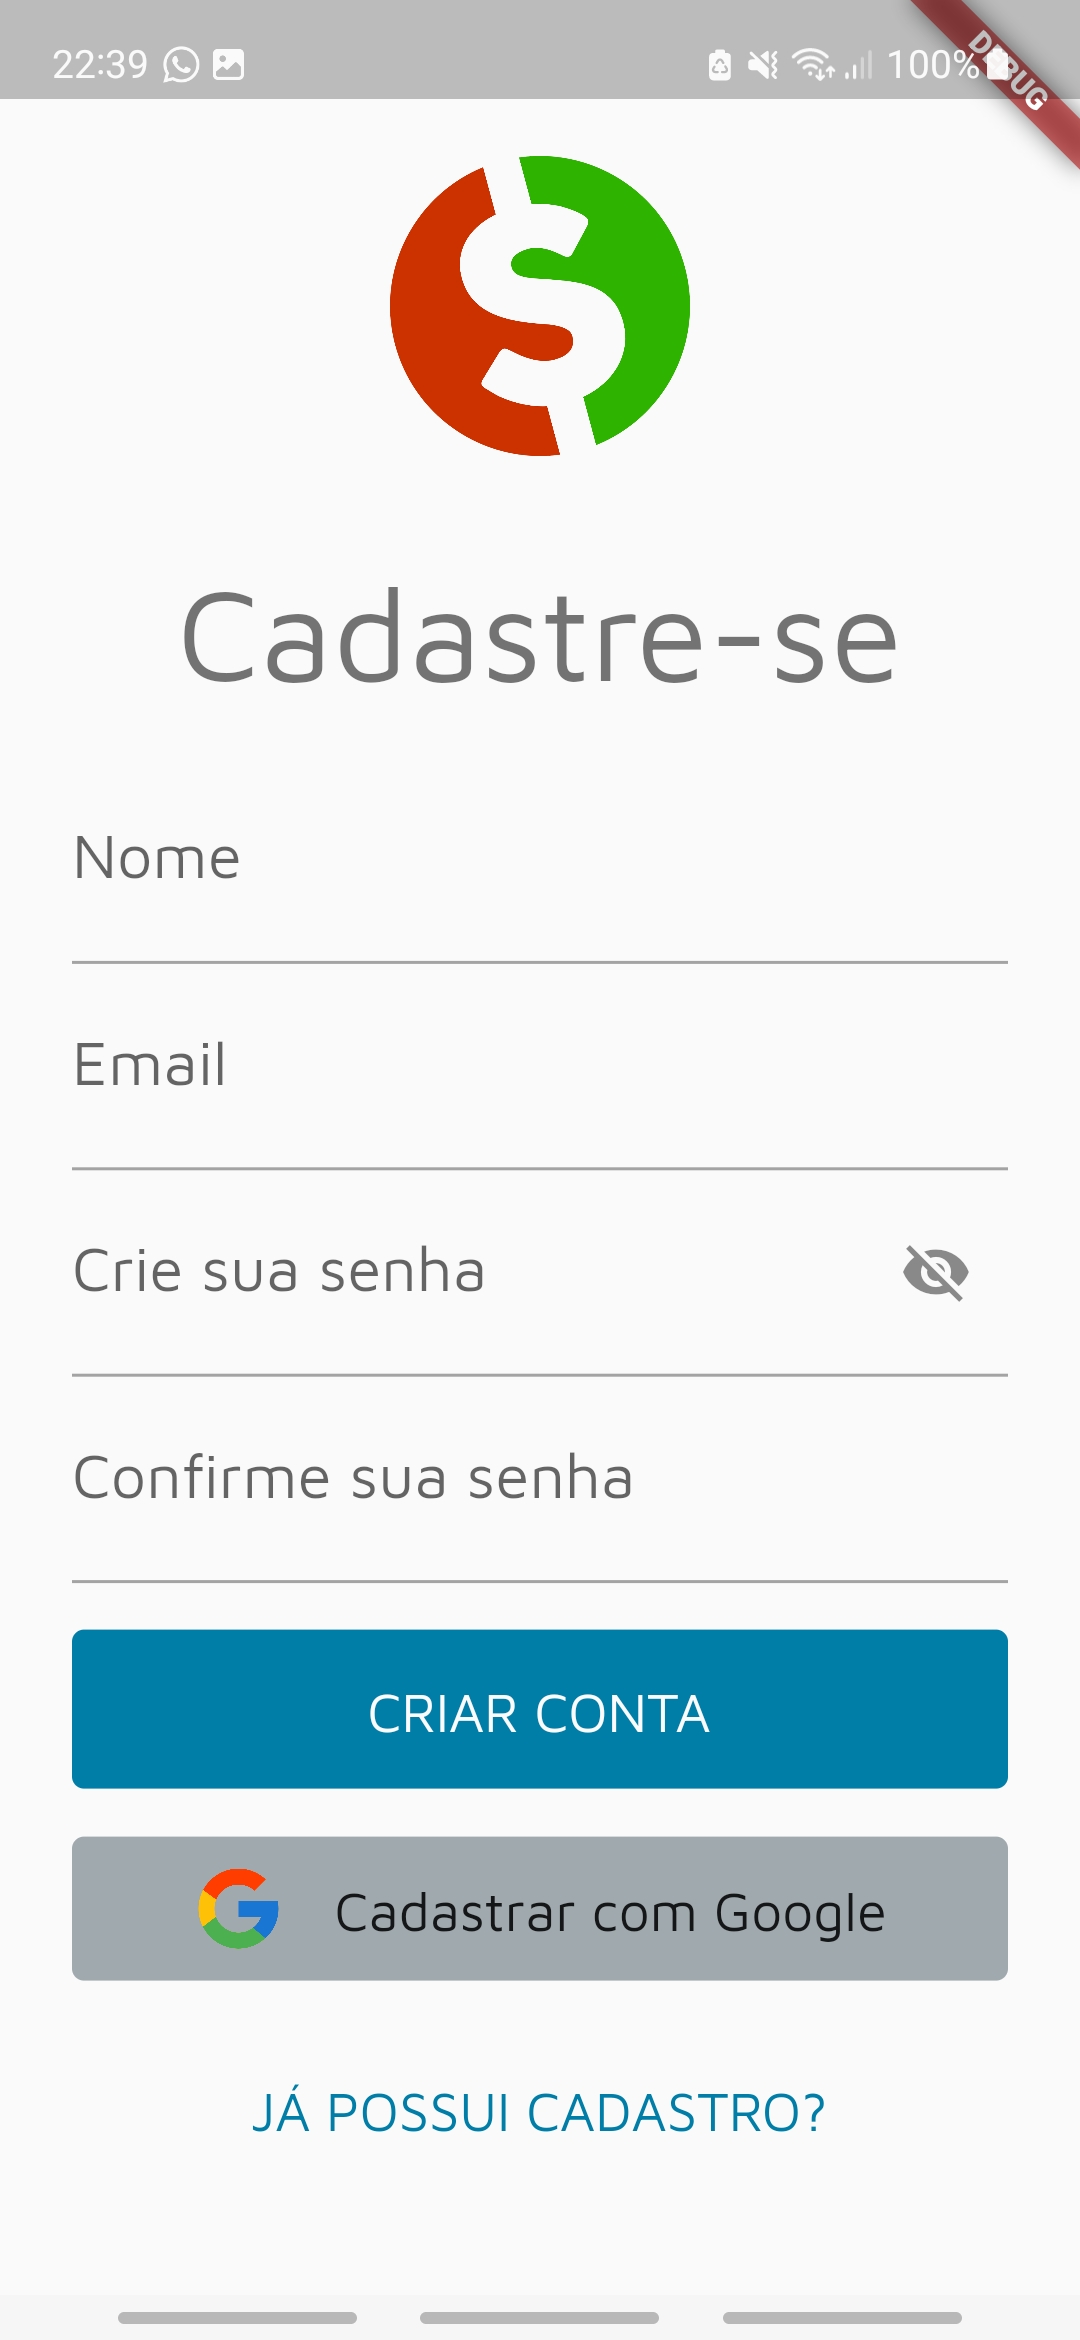 22:39 100%
DEBUG
Cadastre-se
Nome
Email
Crie sua senha
Confirme sua senha
CRIAR CONTA
Cadastrar com Google
JÁ POSSUI CADASTRO?